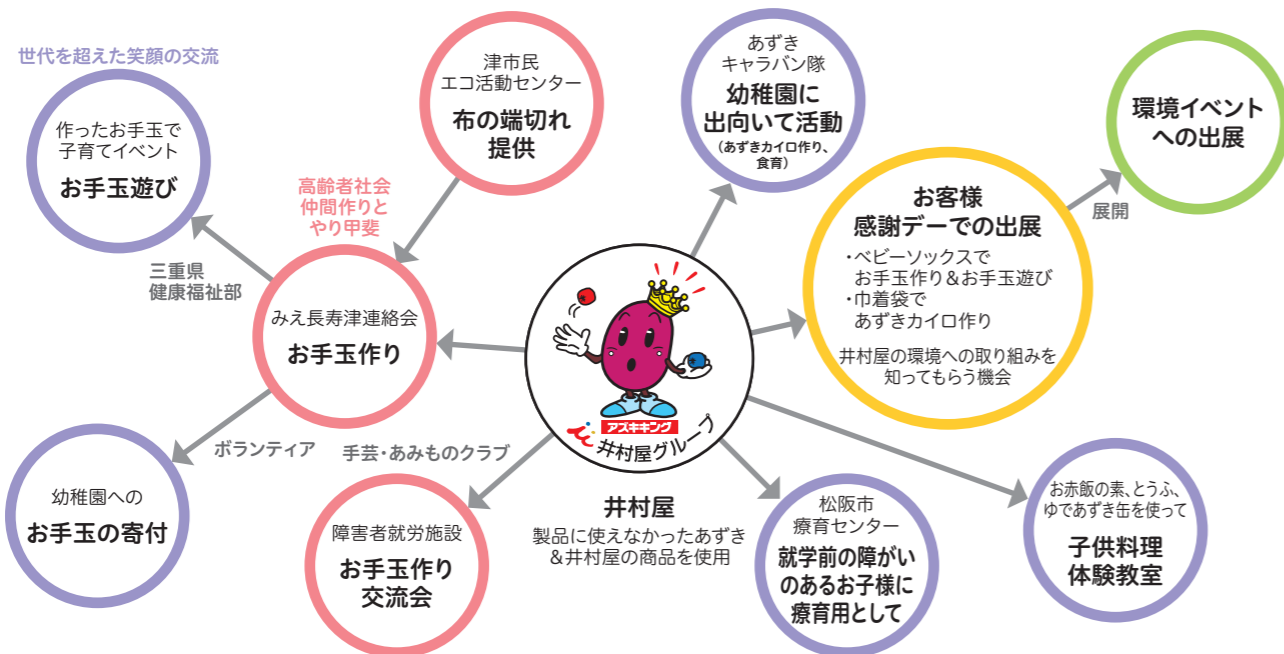 世代を超えた笑顔の交流
作ったお手玉で
子育てイベント
お手玉遊び
津市民
エコ活動センター
布の端切れ
提供
高齢者社会
仲間作りと
やり甲斐
あずき
キャラバン隊
幼稚園に
出向いて活動
(あずきカイロ作り、
食育)
環境イベント
への出展
展開
お客様
感謝デーでの出展
・ベビーソックスで
お手玉作り&お手玉遊び
・巾着袋で
あずきカイロ作り
井村屋の環境への取り組みを
知ってもらう機会
三重県
健康福祉部
みえ長寿津連絡会
お手玉作り
アズキキング
井村屋グループ
ボランティア
手芸・あみものクラブ
幼稚園への
お手玉の寄付
障害者就労施設
お手玉作り
交流会
井村屋
製品に使えなかったあずき
&井村屋の商品を使用
松阪市
療育センター
就学前の障がい
のあるお子様に
療育用として
お赤飯の素、とうふ、
ゆであずき缶を使って
子供料理
体験教室